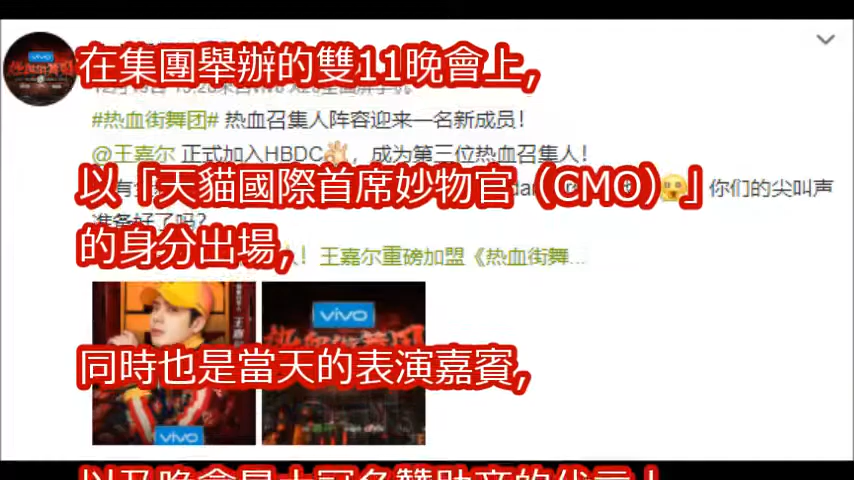 vivo
在集團舉辦的雙11晚會上,
#热血街舞团# 热血召集人阵容迎来一名新成员！
@王嘉尔 正式加入HBDC，成为第三位热血召集人！
以「天貓國際首席妙物官（CMO）」
你们的尖叫声
准备好了吗？
的身分出場,
王嘉尔重磅加盟《热血街舞...
vivo
同時也是當天的表演嘉賓,
vivo